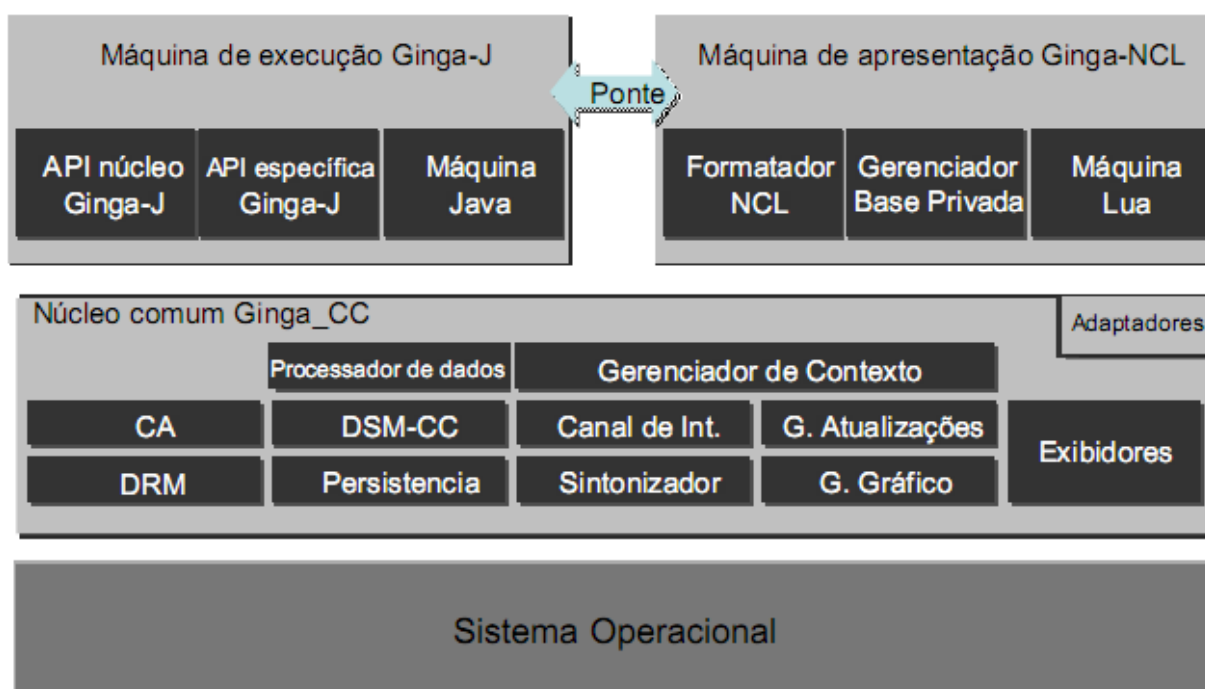 Máquina de execução Ginga-J
Ponte
Máquina de apresentação Ginga-NCL
API núcleo
Ginga-J
API específica
Ginga-J
Máquina
Java
Formatador
NCL
Gerenciador
Base Privada
Máquina
Lua
Núcleo comum Ginga_CC
Adaptadores
Processador de dados
Gerenciador de Contexto
CA
DSM-CC
Canal de Int.
G. Atualizações
Exibidores
DRM
Persistencia
Sintonizador
G. Gráfico
Sistema Operacional